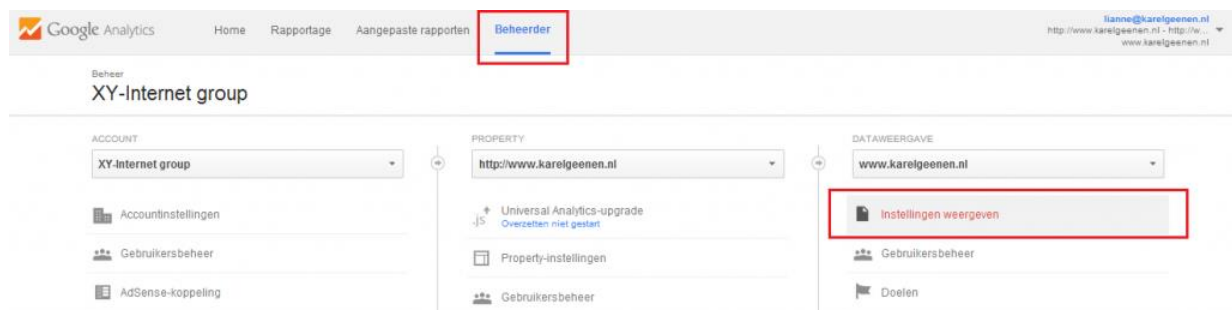 Google Analytics Home Rapportage Aangepaste rapporten Beheerder
lianne@karelgeenen.nl
http://www.karelgeenen.nl - http://w...
www.karelgeenen.nl
Beheer
XY-Internet group
ACCOUNT
XY-Internet group
Accountinstellingen
Gebruikersbeheer
AdSense-koppeling
PROPERTY
http://www.karelgeenen.nl
.js Universal Analytics-upgrade
Overzetten niet gestart
Property-instellingen
Gebruikersbeheer
DATAWEERGAVE
www.karelgeenen.nl
Instellingen weergeven
Gebruikersbeheer
Doelen